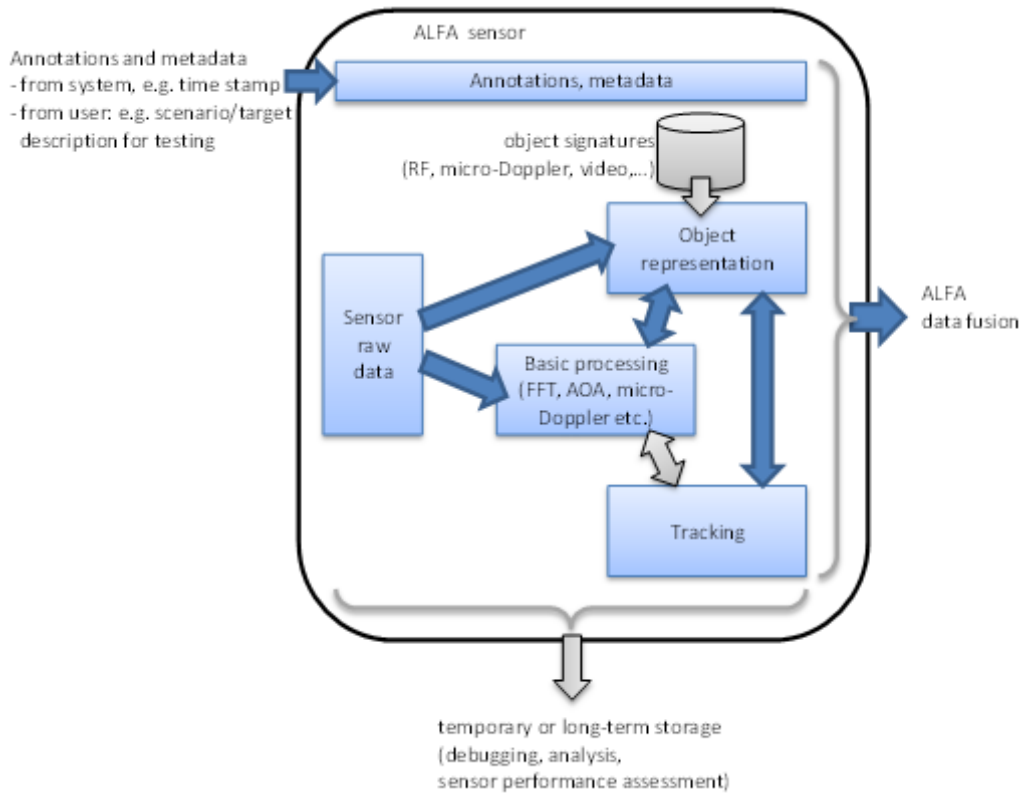 ALFA sensor
Annotations and metadata
- from system, e.g. time stamp
- from user: e.g. scenario/target
description for testing
Annotations, metadata
object signatures
(RF, micro-Doppler, video,...)
Object
representation
Sensor
raw
data
Basic processing
(FFT, AOA, micro-
Doppler etc.)
Tracking
ALFA
data fusion
temporary or long-term storage
(debugging, analysis,
sensor performance assessment)